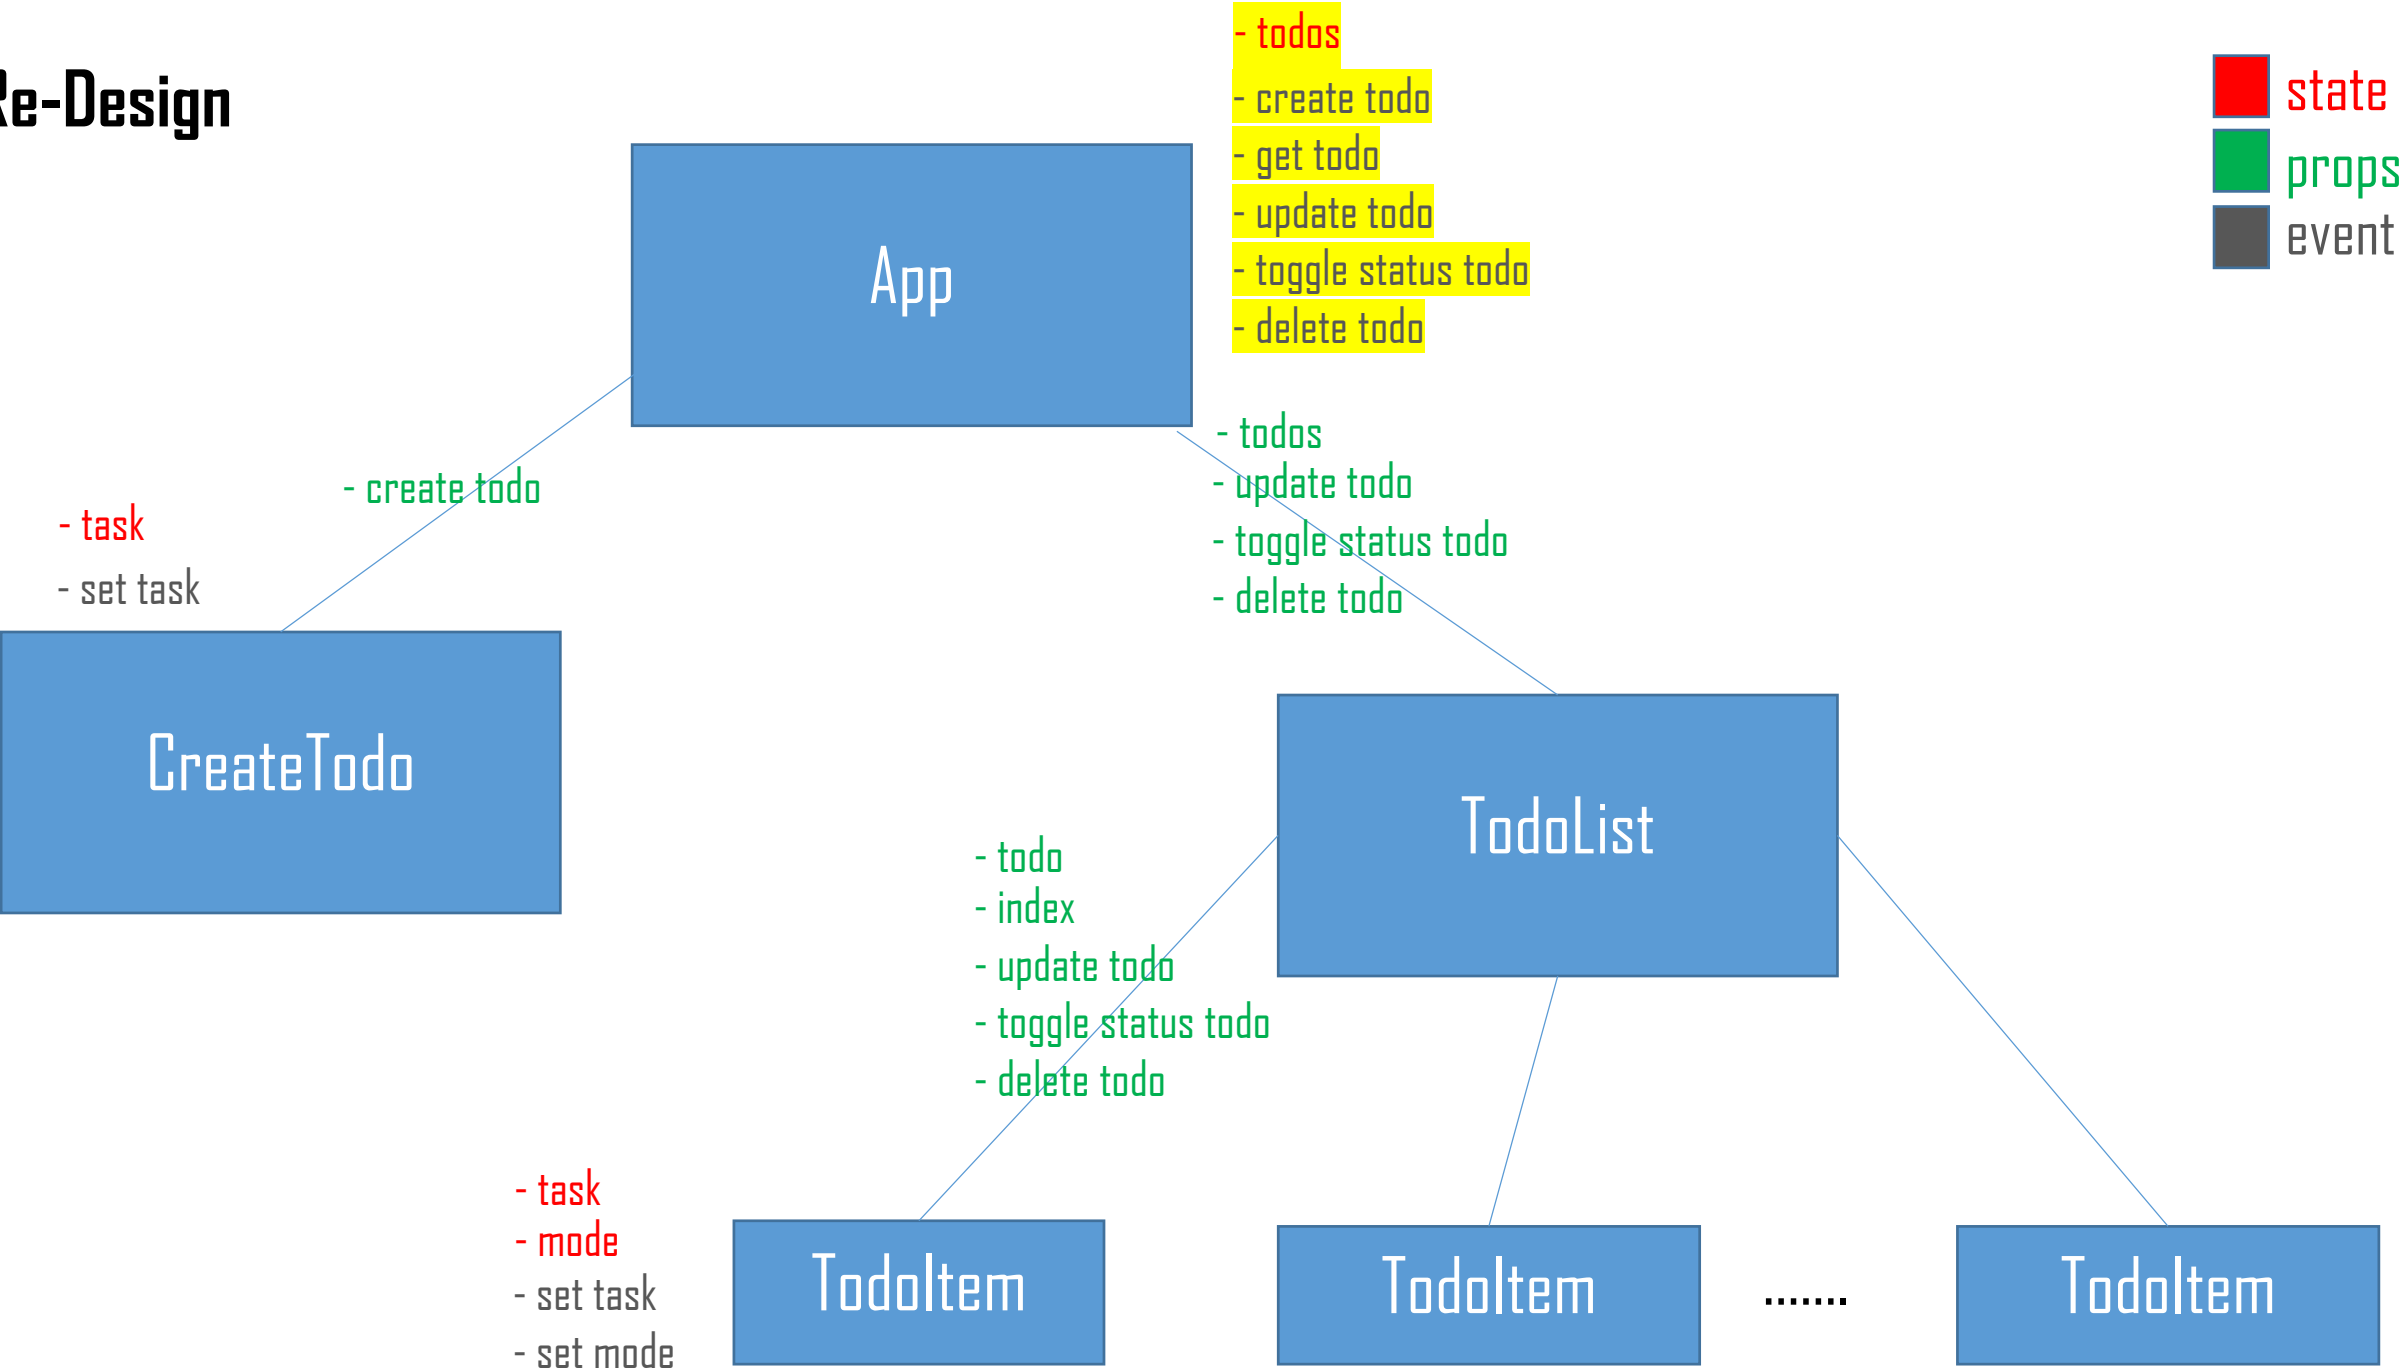 Re-Design
- todos
- create todo
- get todo
- update todo
- toggle status todo
- delete todo
state
props
event
App
- create todo
- todos
- update todo
- toggle status todo
- delete todo
- task
- set task
CreateTodo
TodoList
- todo
- index
- update todo
- toggle status todo
- delete todo
- task
- mode
- set task
- set mode
TodoItem
TodoItem
.......
TodoItem